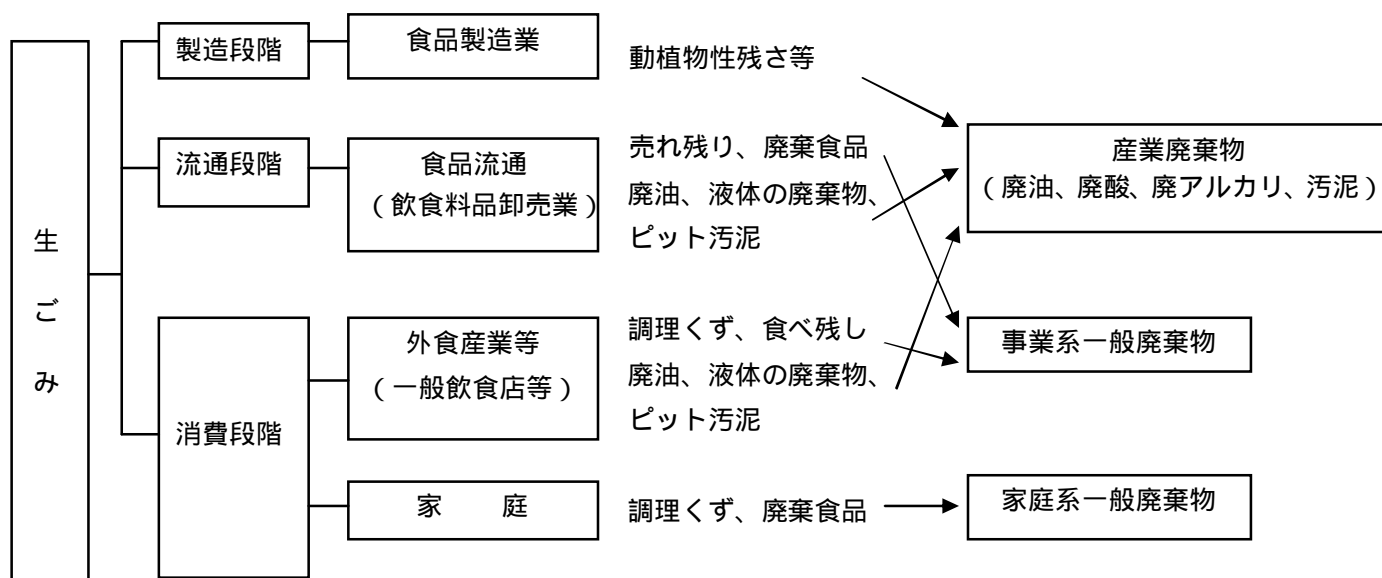 生ごみ
製造段階
食品製造業
動植物性残さ等
流通段階
食品流通
（飲食料品卸売業）
売れ残り、廃棄食品
廃油、液体の廃棄物、
ピット汚泥
産業廃棄物
（廃油、廃酸、廃アルカリ、汚泥）
消費段階
外食産業等
（一般飲食店等）
調理くず、食べ残し
廃油、液体の廃棄物、
ピット汚泥
事業系一般廃棄物
家　　庭
調理くず、廃棄食品
家庭系一般廃棄物